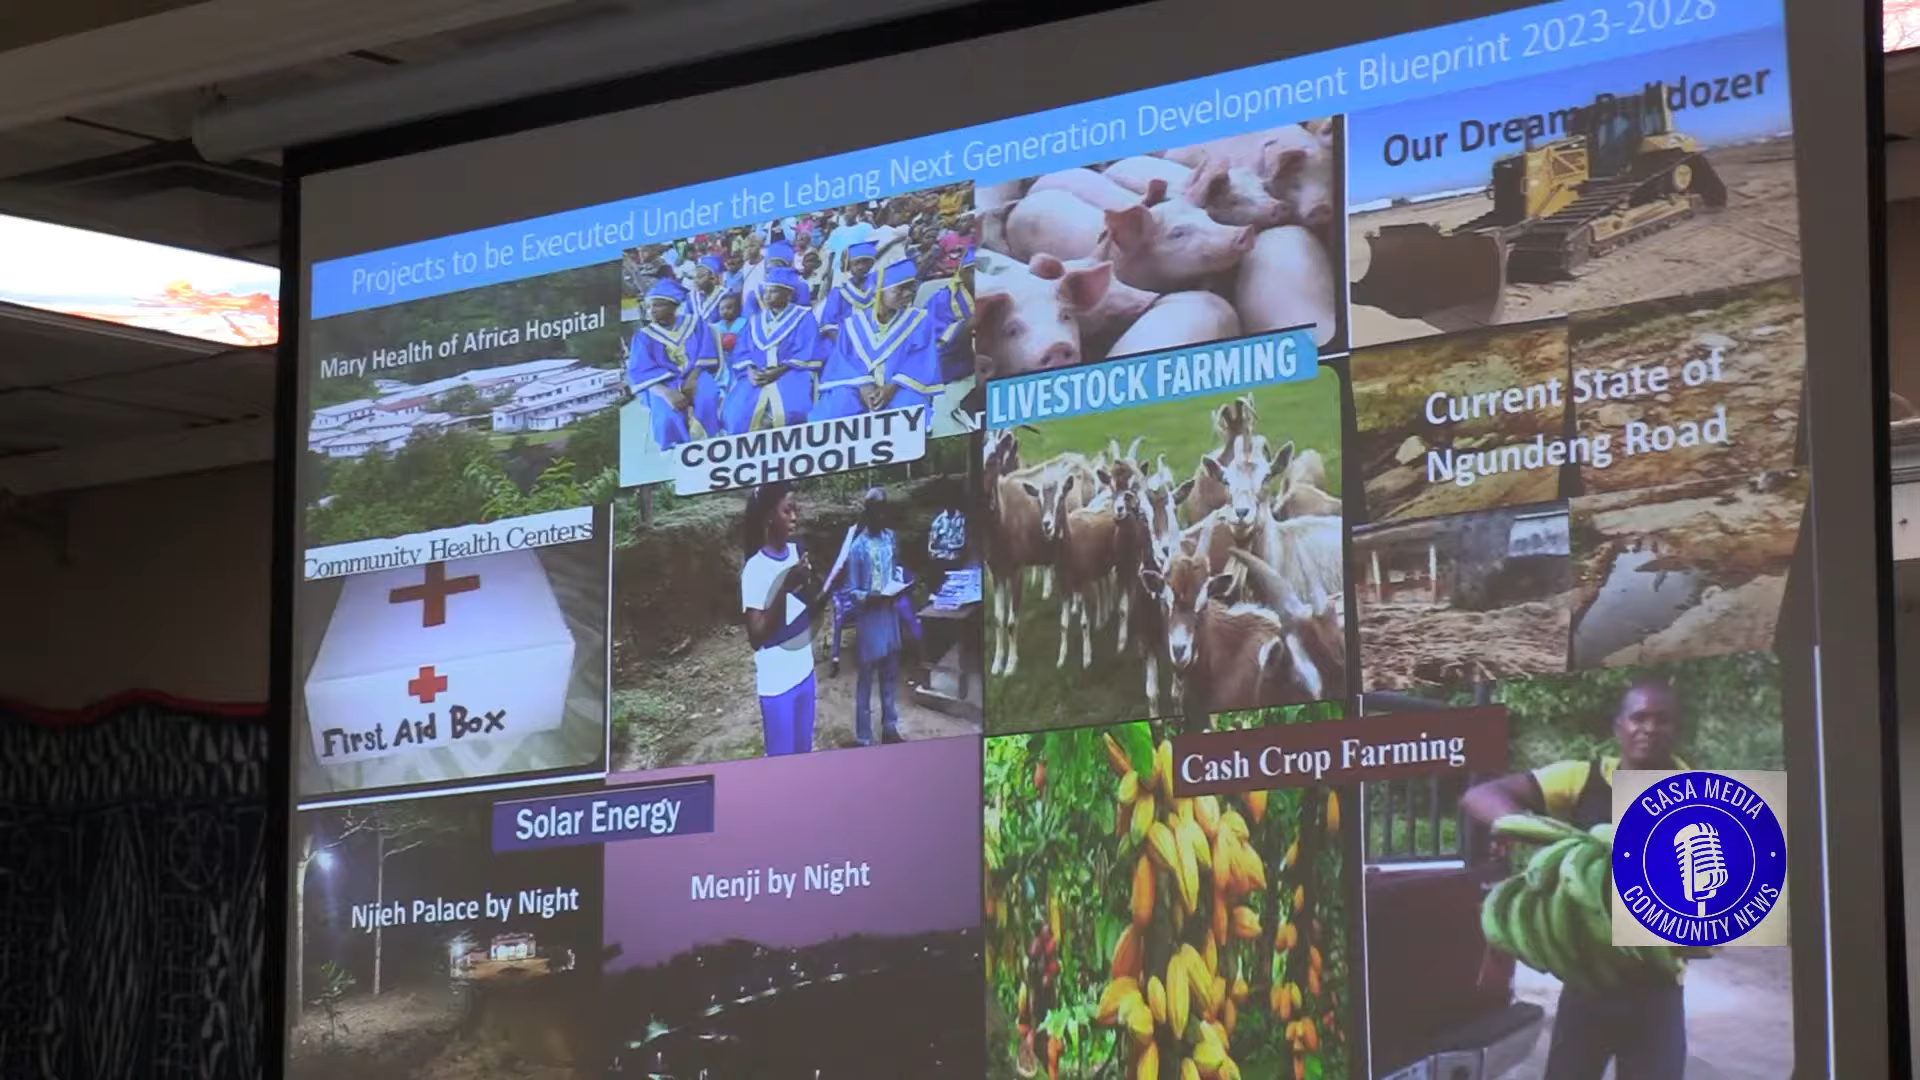 Projects to be Executed Under the Lebang Next Generation Development Blueprint 2023-2028
Mary Health of Africa Hospital
COMMUNITY
SCHOOLS
LIVESTOCK FARMING
Our Dream Bulldozer
Current State of
Ngundeng Road
Community Health Centers
First Aid Box
Solar Energy
Njieh Palace by Night
Menji by Night
Cash Crop Farming
GASA MEDIA
COMMUNITY NEWS